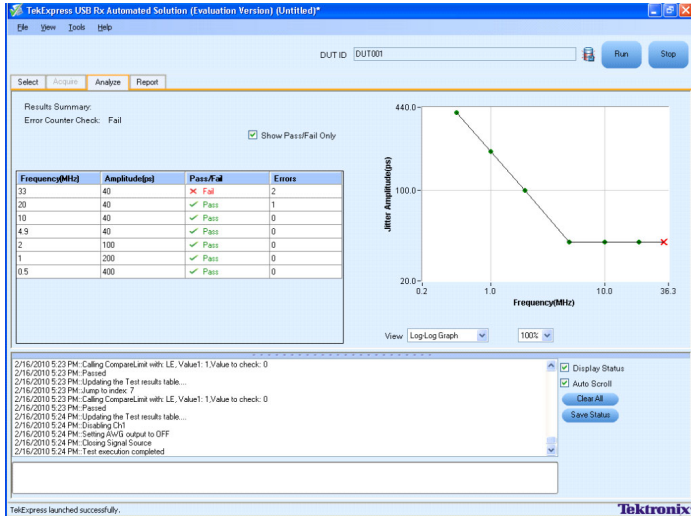 TekExpress USB Rx Automated Solution (Evaluation Version) (Untitled)*
File View Tools Help
DUT ID DUT001 Run Stop
Select Acquire Analyze Report
Results Summary:
Error Counter Check: Fail
Show Pass/Fail Only
Frequency(MHz) Amplitude(ps) Pass/Fail Errors
33 40 Fail 2
20 40 Pass 1
10 40 Pass 0
4.9 40 Pass 0
2 100 Pass 0
1 200 Pass 0
0.5 400 Pass 0
440.0
100.0
20.0
Jitter Amplitude(ps)
0.2 1.0 10.0 36.3
Frequency(MHz)
View Log-Log Graph 100%
2/16/2010 5:23 PM::Calling CompareLimit with: LE, Value1: 1,Value to check: 0
2/16/2010 5:23 PM::Passed
2/16/2010 5:23 PM::Updating the Test results table....
2/16/2010 5:23 PM::Jump to index: 7
2/16/2010 5:23 PM::Calling CompareLimit with: LE, Value1: 1,Value to check: 0
2/16/2010 5:23 PM::Passed
2/16/2010 5:24 PM::Updating the Test results table....
2/16/2010 5:24 PM::Disabling Ch1
2/16/2010 5:24 PM::Setting AWG output to OFF
2/16/2010 5:24 PM::Closing Signal Source
2/16/2010 5:24 PM::Test execution completed
Display Status
Auto Scroll
Clear All
Save Status
TekExpress launched successfully.
Tektronix